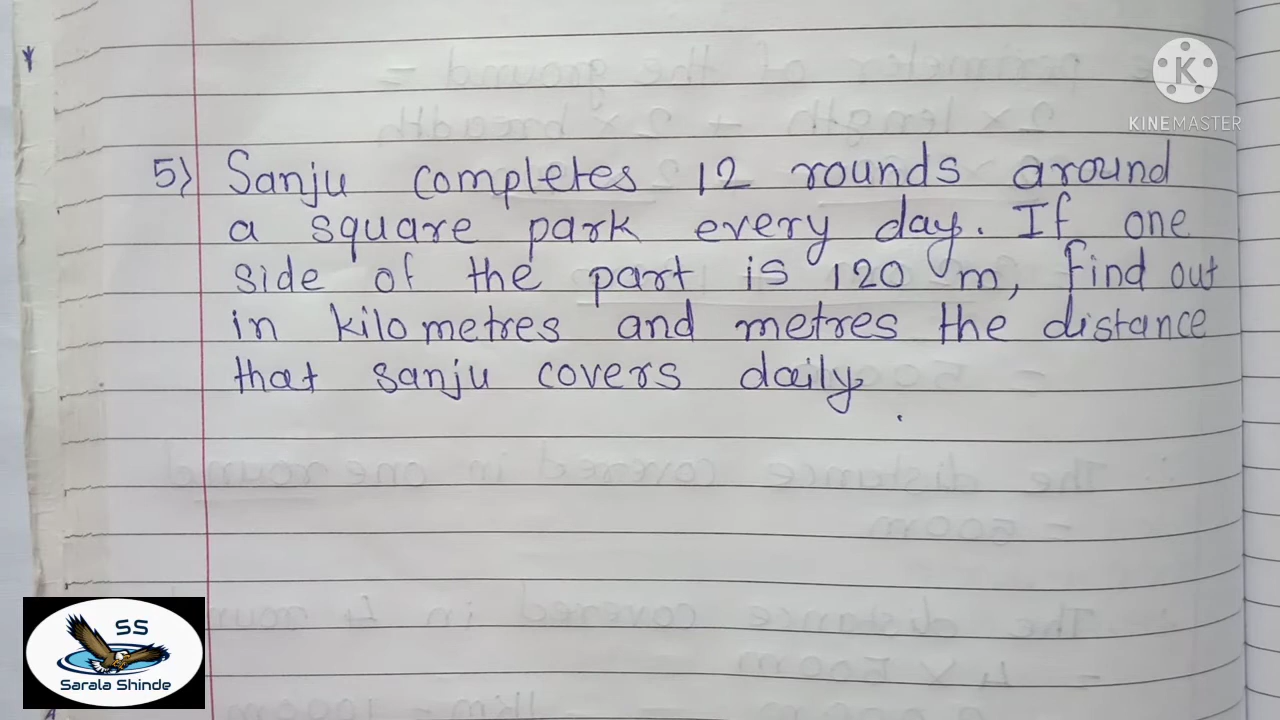 KINEMASTER
5) Sanju completes 12 rounds around
a square park every day. If one
side of the part is 120 m, find out
in kilometres and metres the distance
that sanju covers daily.
SS
Sarala Shinde